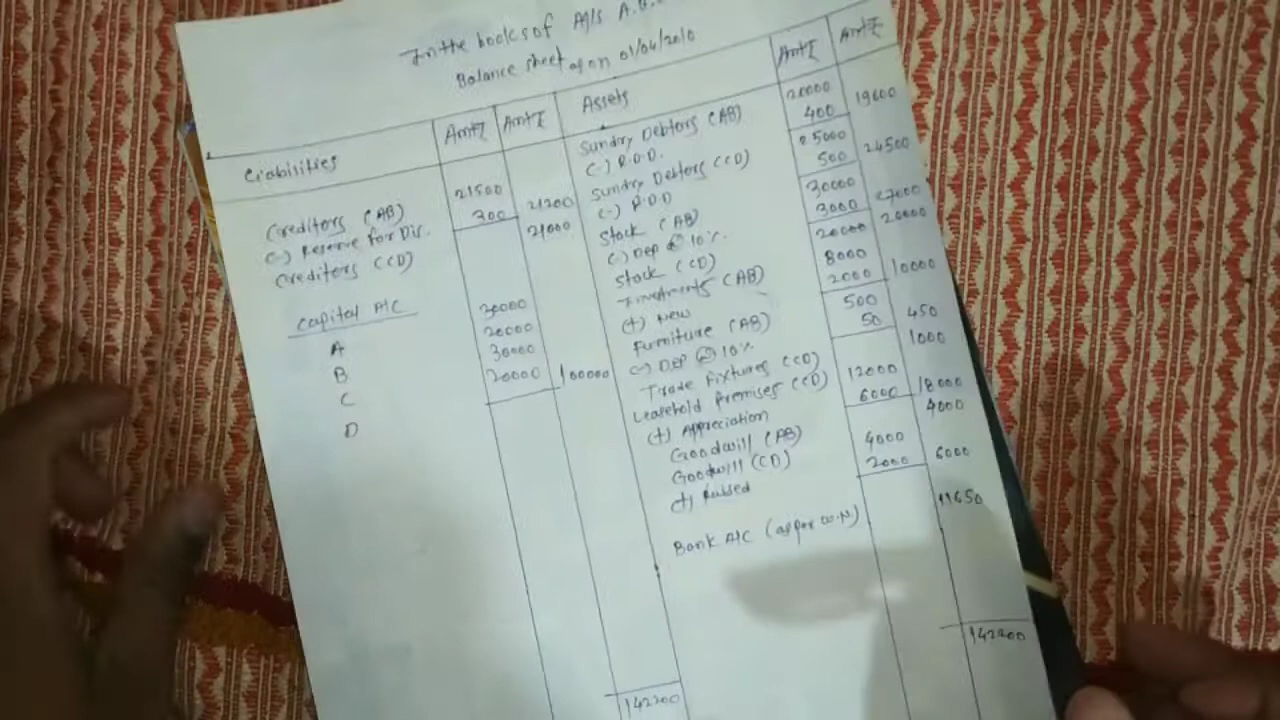 In the books of M/s A.B.
Balance sheet as on 01/04/2010
Liabilities Amt₹ Amt₹ Assets Amt₹ Amt₹
Creditors (AB) 21500
(-) Reserve for Dis. 300 21200
Creditors (CD) 21000
Capital A/C
A 30000
B 20000
C 30000
D 20000 100000
142200
Sundry Debtors (AB) 20000
(-) R.D.D. 400 19600
Sundry Debtors (CD) 25000
(-) R.D.D 500 24500
Stock (AB) 30000
(-) Dep @ 10%. 3000 27000
Stock (CD) 20000 20000
Investments (AB) 8000
(+) New 2000 10000
Furniture (AB) 500
(-) Dep @ 10% 50 450
Trade Fixtures (CD) 1000
Leasehold Premises (CD) 12000
(+) Appreciation 6000 18000
Goodwill (AB) 4000
Goodwill (CD) 4000
(+) Raised 2000 6000
Bank A/C (as per W.N) 11650
142200